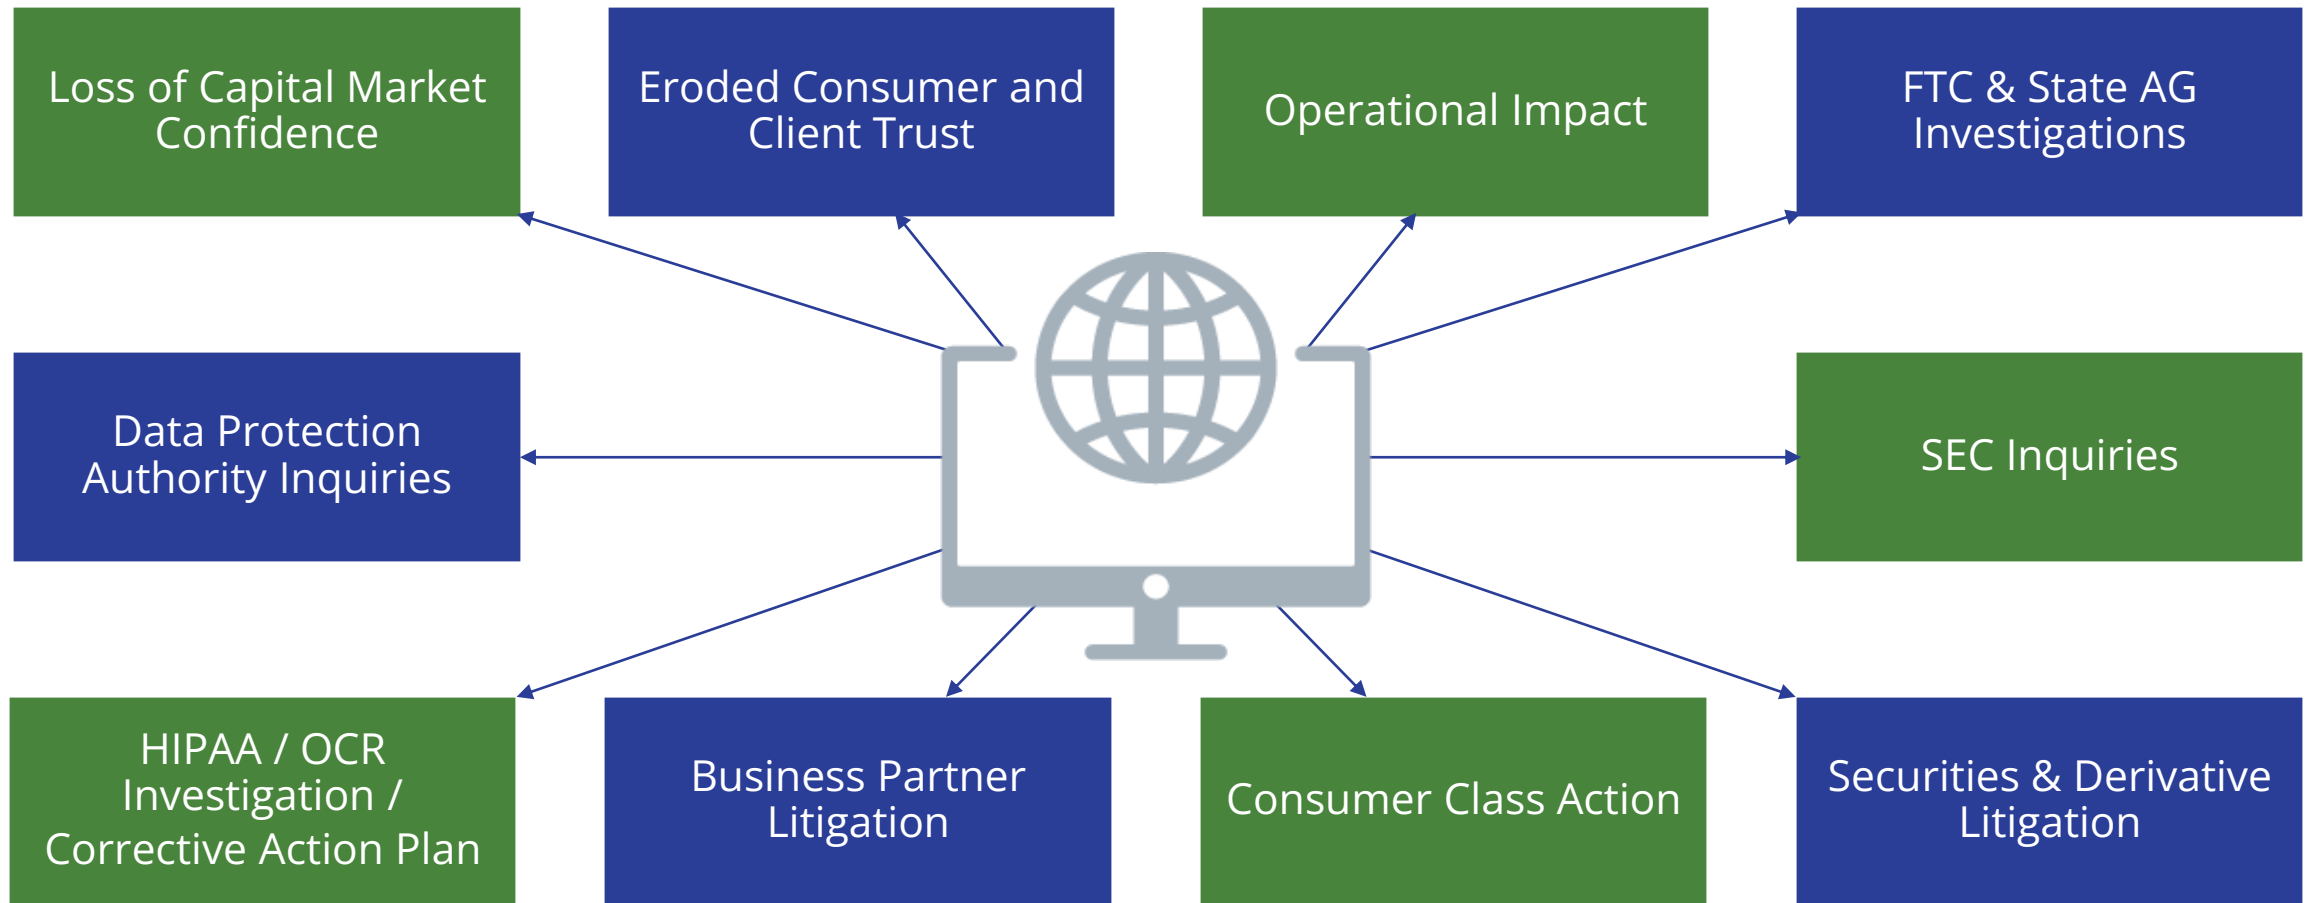 Loss of Capital Market
Confidence
Eroded Consumer and
Client Trust
Operational Impact
FTC & State AG
Investigations
Data Protection
Authority Inquiries
SEC Inquiries
HIPAA / OCR
Investigation /
Corrective Action Plan
Business Partner
Litigation
Consumer Class Action
Securities & Derivative
Litigation